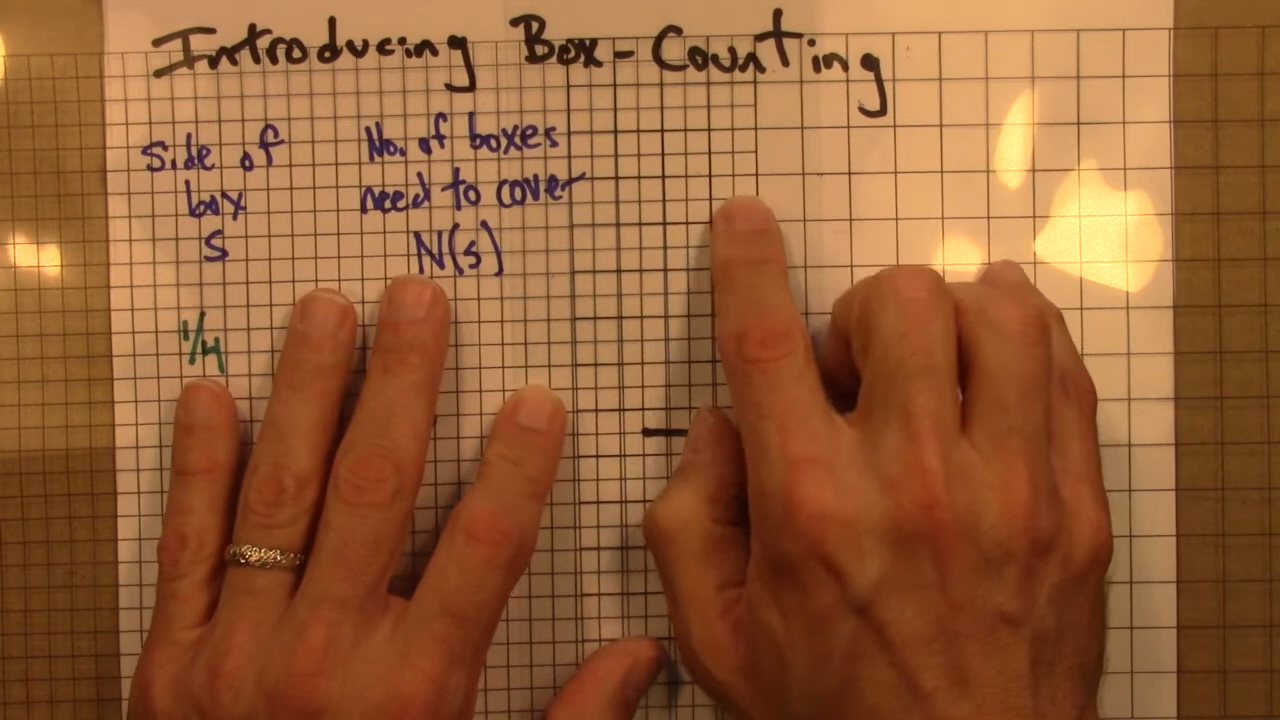 Introducing Box-Counting
Side of
box
S
No. of boxes
need to cover
N(s)
1/4